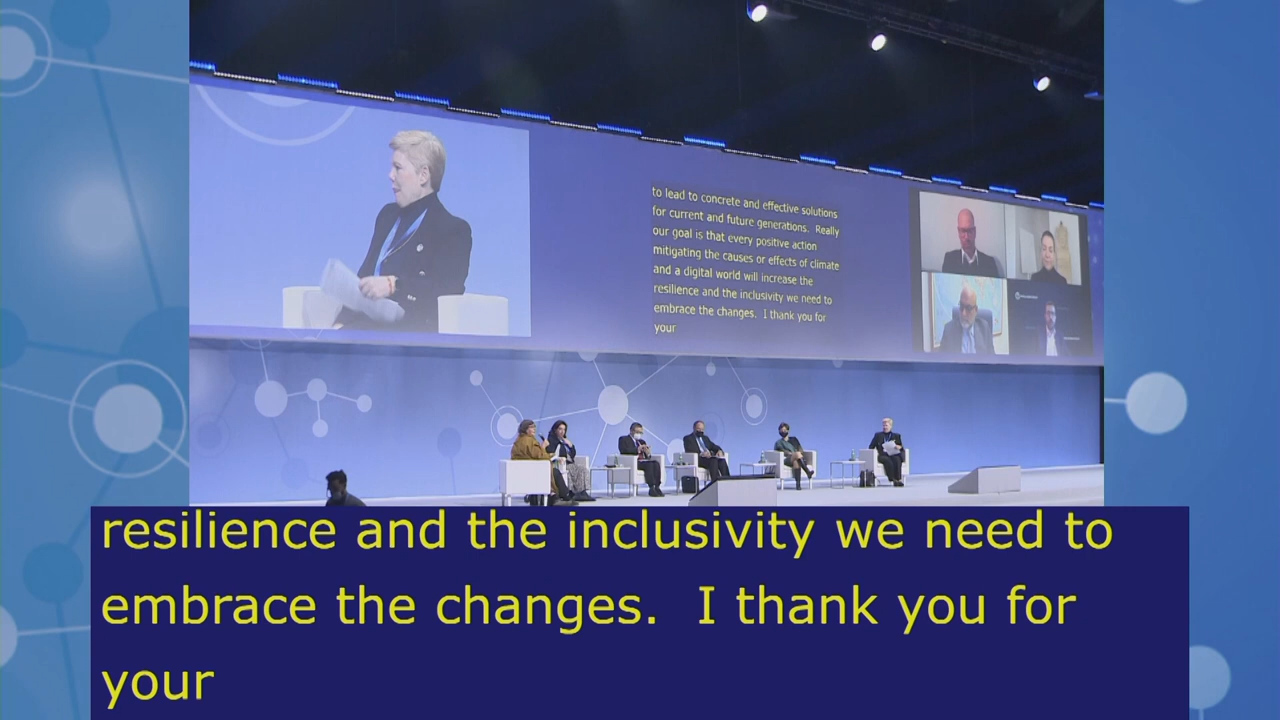 to lead to concrete and effective solutions
for current and future generations. Really
our goal is that every positive action
mitigating the causes or effects of climate
and a digital world will increase the
resilience and the inclusivity we need to
embrace the changes. I thank you for
your
resilience and the inclusivity we need to
embrace the changes. I thank you for
your